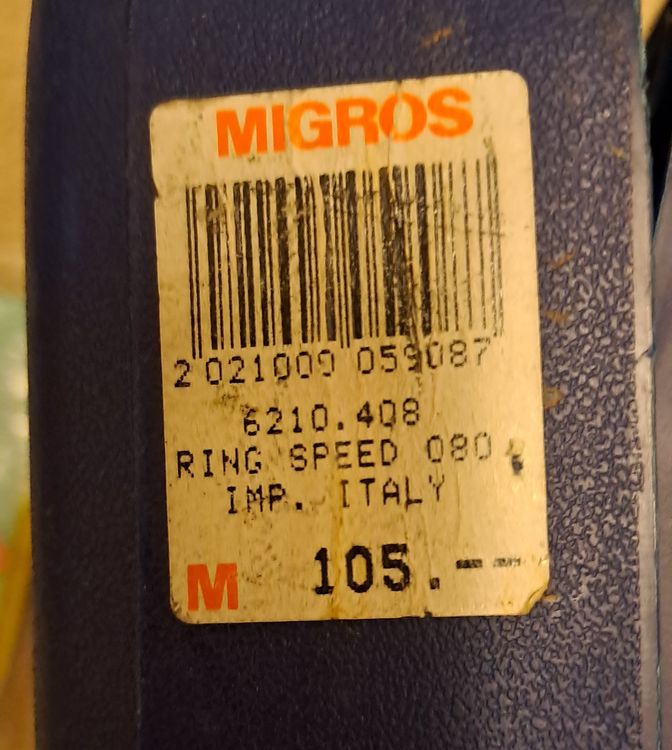 MIGROS
2 021000 059087
6210.408
RING SPEED 080
IMP. ITALY
M 105.--